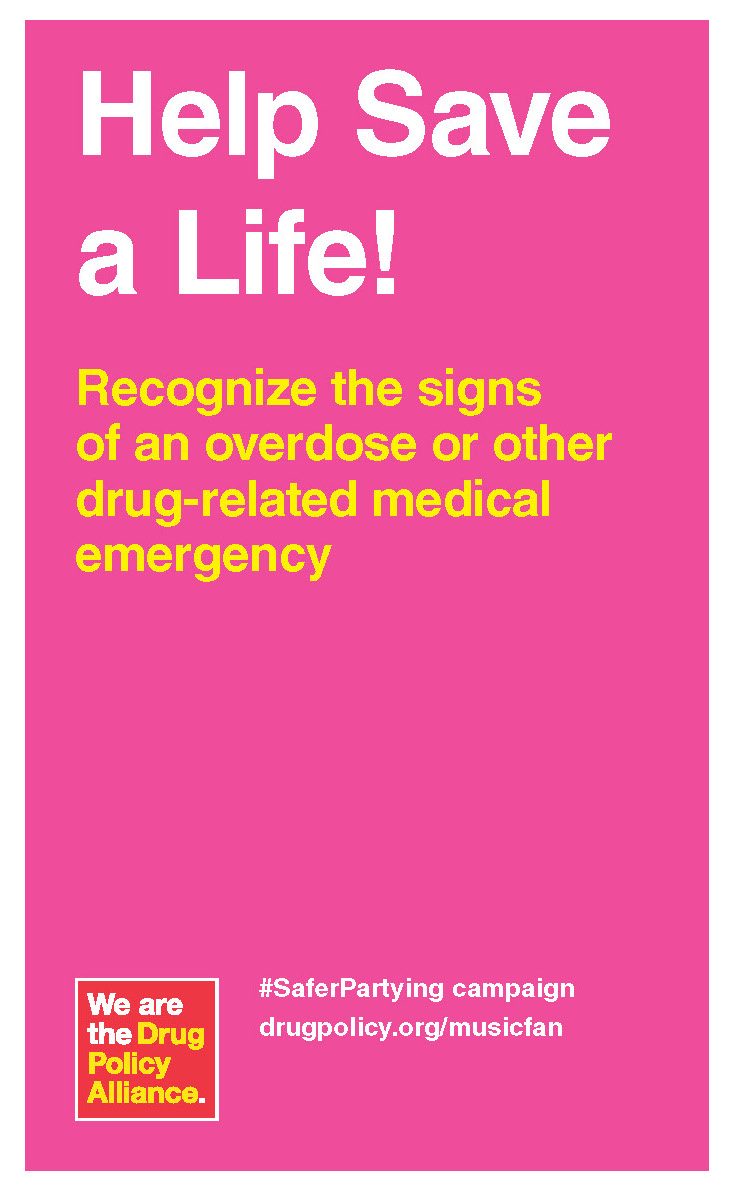 Help Save
a Life!
Recognize the signs
of an overdose or other
drug-related medical
emergency
#SaferPartying campaign
drugpolicy.org/musicfan
We are
the Drug
Policy
Alliance.